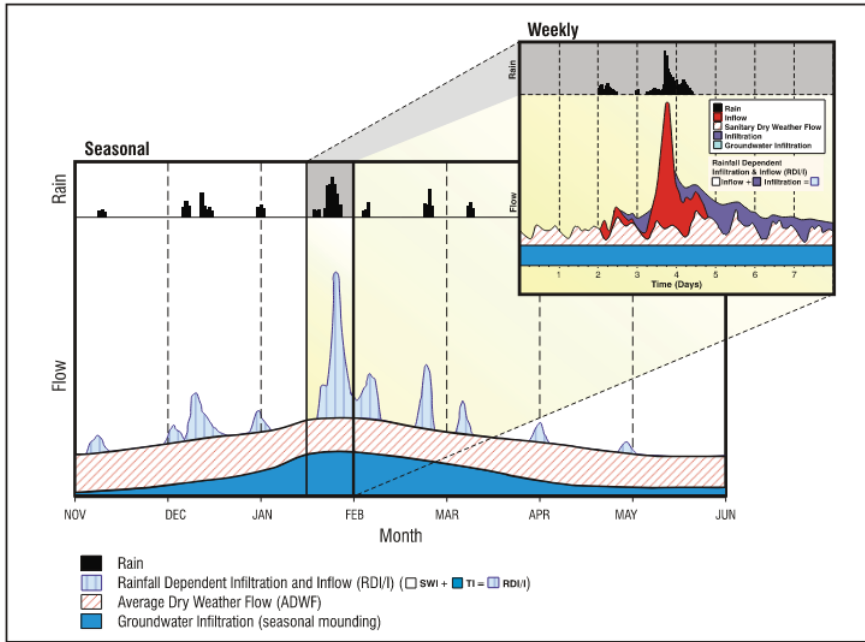 Weekly
Rain
Rain
Inflow
Sanitary Dry Weather Flow
Infiltration
Groundwater Infiltration
Rainfall Dependent
Infiltration & Inflow (RDI/I)
Inflow + Infiltration =
Flow
1 2 3 4 5 6 7
Time (Days)
Seasonal
Rain
Flow
NOV DEC JAN FEB MAR APR MAY JUN
Month
Rain
Rainfall Dependent Infiltration and Inflow (RDI/I) ( SWI + TI = RDI/I)
Average Dry Weather Flow (ADWF)
Groundwater Infiltration (seasonal mounding)